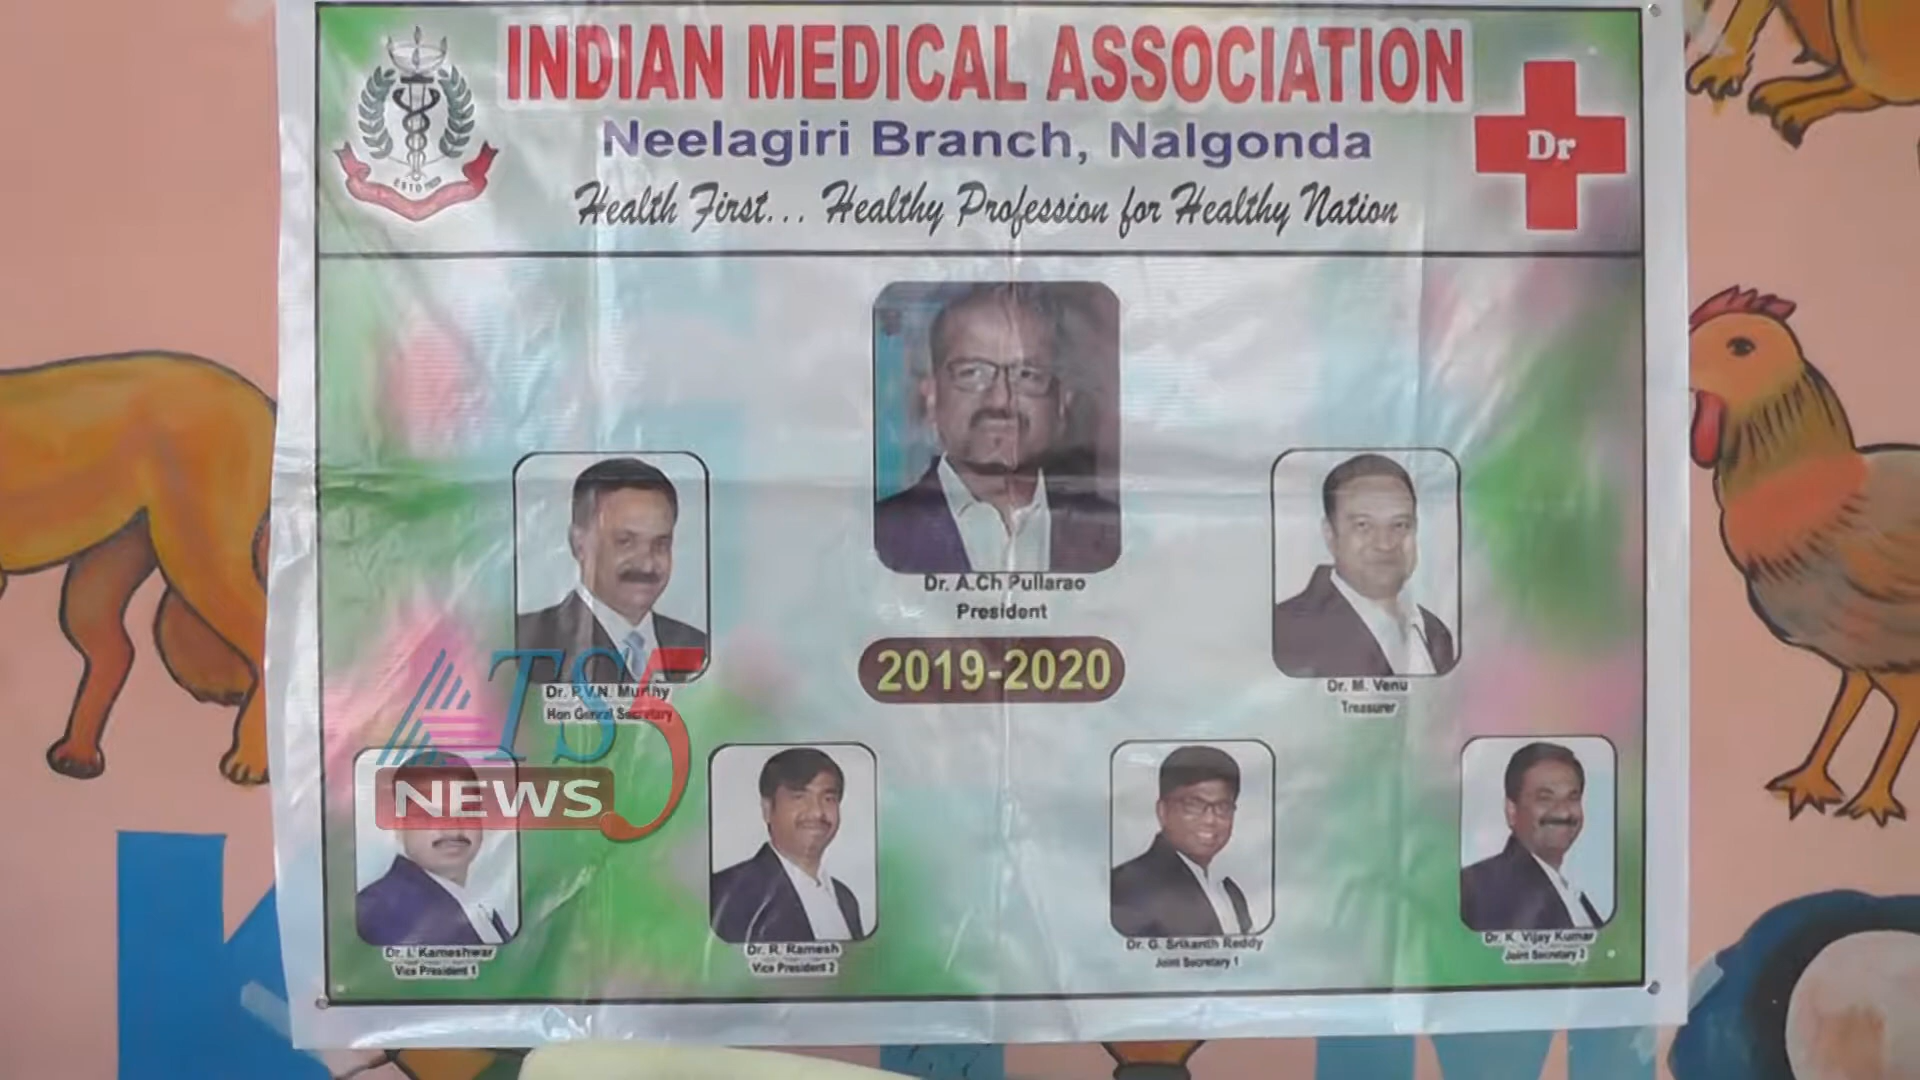 INDIAN MEDICAL ASSOCIATION
Neelagiri Branch, Nalgonda
Health First... Healthy Profession for Healthy Nation
Dr
ESTD
Dr. A.Ch Pullarao
President
2019-2020
Dr. P.V.N. Murthy
Hon Genral Secretary
Dr. M. Venu
Treasurer
TS5
NEWS
Dr. I. Kameshwar
Vice President 1
Dr. R. Ramesh
Vice President 2
Dr. G. Srikanth Reddy
Joint Secretary 1
Dr. K. Vijay Kumar
Joint Secretary 2